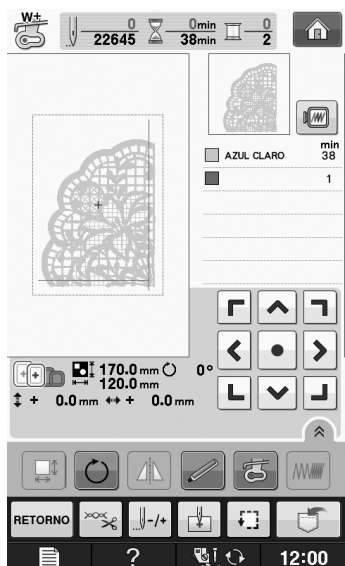 W+
0 0min 0
22645 38min 2
min
AZUL CLARO 38
1
170.0 mm 0°
120.0 mm
+ 0.0 mm + 0.0 mm
RETORNO -/+
? 12:00